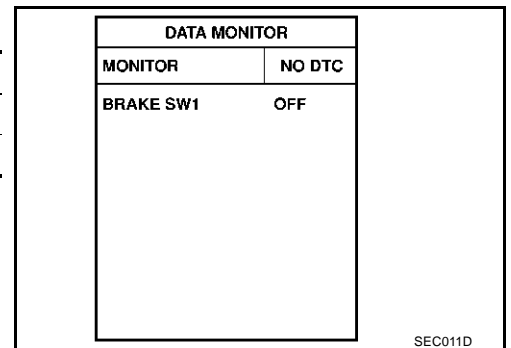 DATA MONITOR
MONITOR NO DTC
BRAKE SW1 OFF
SEC011D